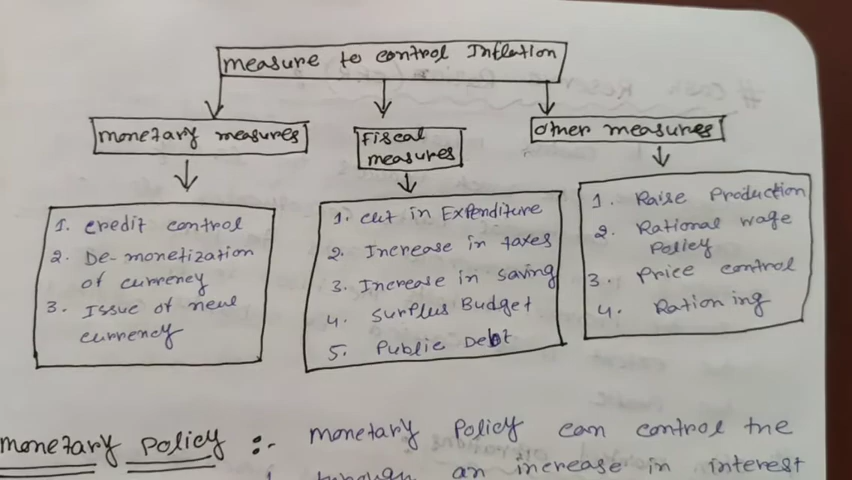 measure to control Inflation
monetary measures
Fiscal
measures
other measures
1. credit control
2. De-monetization
of currency
3. Issue of new
currency
1. cut in Expenditure
2. Increase in taxes
3. Increase in saving
4. Surplus Budget
5. Public Debt
1. Raise Production
2. Rational wage
Policy
3. Price control
4. Rationing
monetary policy :- monetary Policy can control the
through an increase in interest